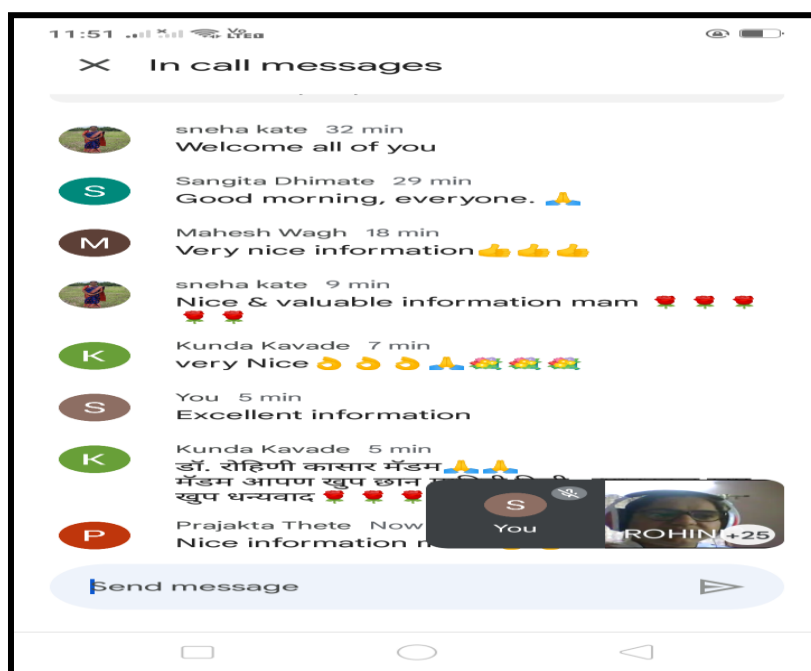 11:51
Vo
LTE
In call messages
sneha kate 32 min
Welcome all of you
S
Sangita Dhimate 29 min
Good morning, everyone. 🙏
M
Mahesh Wagh 18 min
Very nice information👍👍👍
sneha kate 9 min
Nice & valuable information mam 🌹 🌹 🌹
🌹 🌹
K
Kunda Kavade 7 min
very Nice👌👌👌🙏💐💐💐
S
You 5 min
Excellent information
K
Kunda Kavade 5 min
डॉ. रोहिणी कासार मॅडम🙏🙏
मॅडम आपण खुप छान
खुप धन्यवाद 🌹 🌹 🌹
S
You
ROHIN
+25
P
Prajakta Thete Now
Nice information
Send message